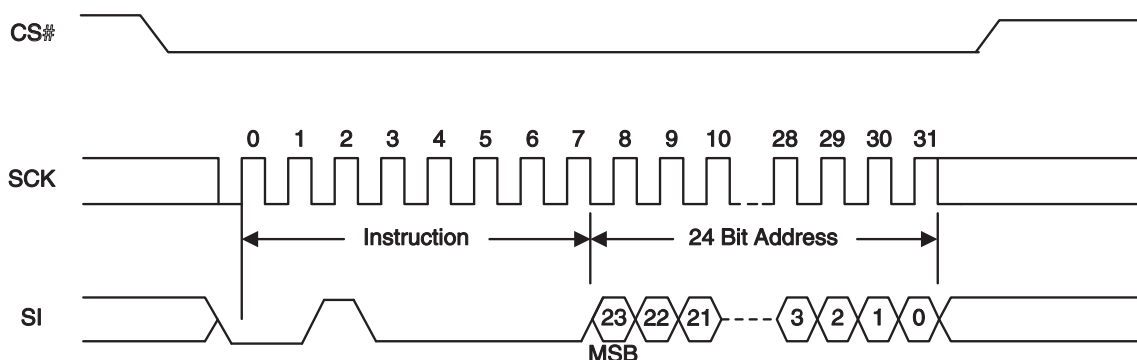 CS#
0 1 2 3 4 5 6 7 8 9 10 28 29 30 31
SCK
Instruction 24 Bit Address
SI 23 22 21 3 2 1 0
MSB